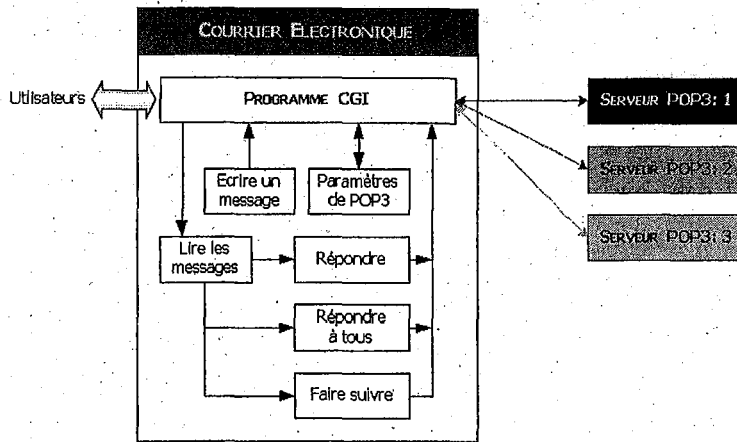 COURRIER ELECTRONIQUE
Utilisateurs
PROGRAMME CGI
SERVEUR POP3: 1
Ecrire un
message
Paramètres
de POP3
SERVEUR POP3: 2
Lire les
messages
Répondre
SERVEUR POP3: 3
Répondre
à tous
Faire suivre